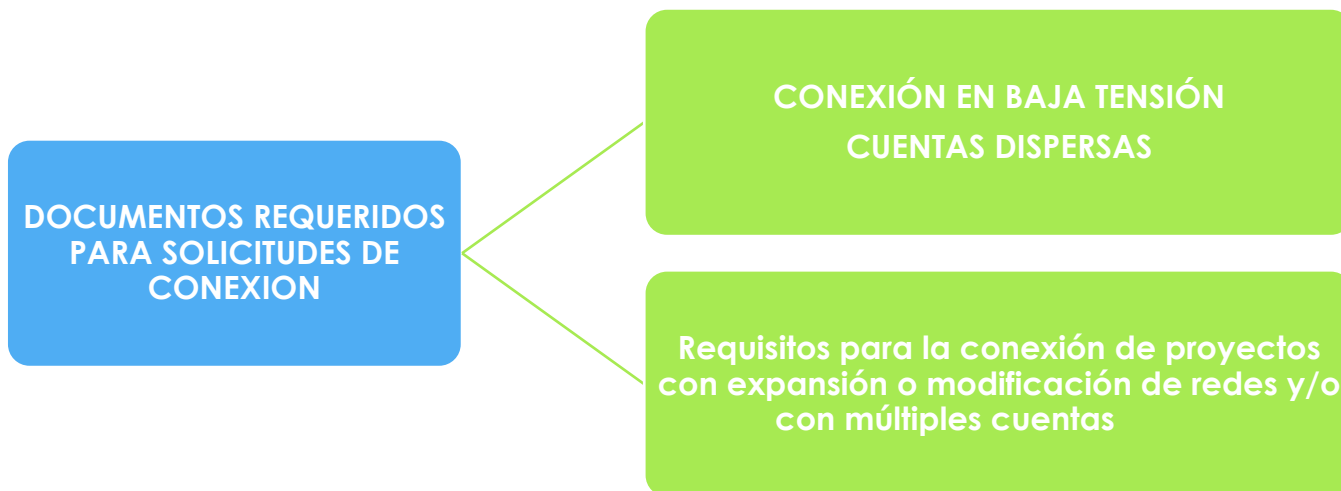 DOCUMENTOS REQUERIDOS
PARA SOLICITUDES DE
CONEXION
CONEXIÓN EN BAJA TENSIÓN
CUENTAS DISPERSAS
Requisitos para la conexión de proyectos
con expansión o modificación de redes y/o
con múltiples cuentas